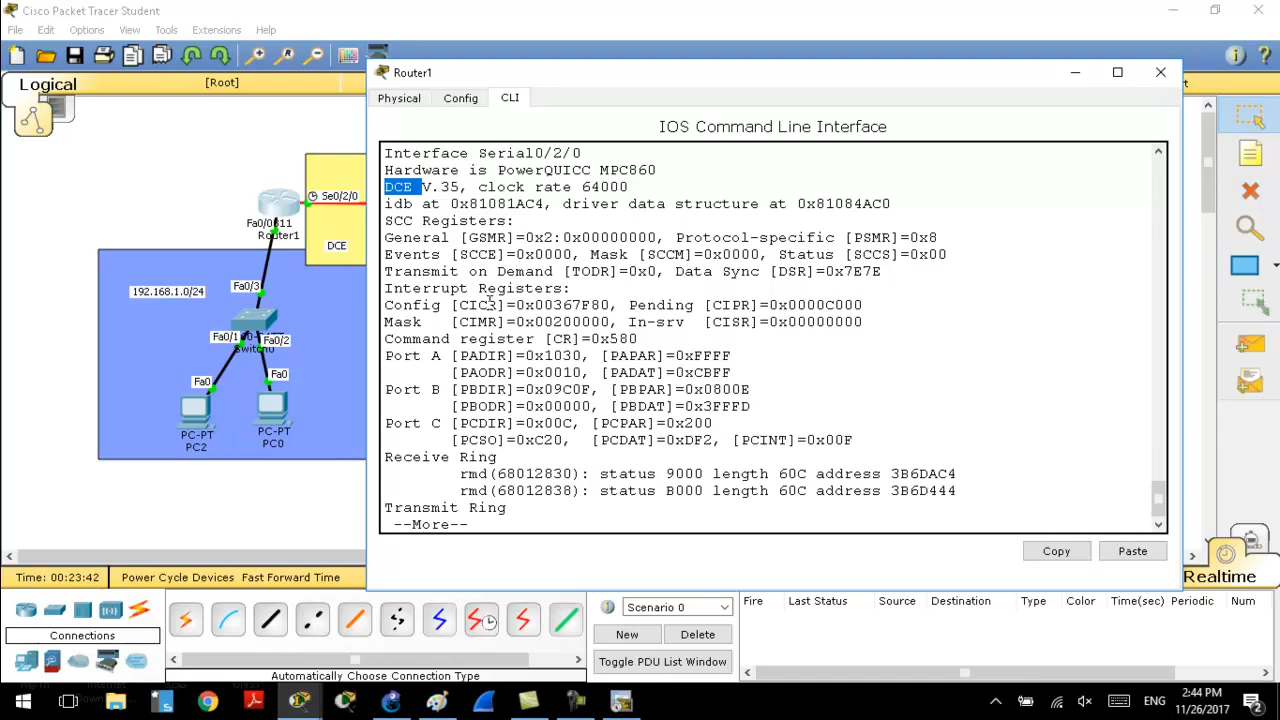 Cisco Packet Tracer Student
File Edit Options View Tools Extensions Help
Logical
[Root]
Router1
Physical Config CLI
IOS Command Line Interface
Interface Serial0/2/0
Hardware is PowerQUICC MPC860
DCE V.35, clock rate 64000
idb at 0x81081AC4, driver data structure at 0x81084AC0
SCC Registers:
General [GSMR]=0x2:0x00000000, Protocol-specific [PSMR]=0x8
Events [SCCE]=0x0000, Mask [SCCM]=0x0000, Status [SCCS]=0x00
Transmit on Demand [TODR]=0x0, Data Sync [DSR]=0x7E7E
Interrupt Registers:
Config [CICR]=0x00367F80, Pending [CIPR]=0x0000C000
Mask [CIMR]=0x00200000, In-srv [CISR]=0x00000000
Command register [CR]=0x580
Port A [PADIR]=0x1030, [PAPAR]=0xFFFF
[PAODR]=0x0010, [PADAT]=0xCBFF
Port B [PBDIR]=0x09C0F, [PBPAR]=0x0800E
[PBODR]=0x00000, [PBDAT]=0x3FFFD
Port C [PCDIR]=0x00C, [PCPAR]=0x200
[PCSO]=0xC20, [PCDAT]=0xDF2, [PCINT]=0x00F
Receive Ring
rmd(68012830): status 9000 length 60C address 3B6DAC4
rmd(68012838): status B000 length 60C address 3B6D444
Transmit Ring
--More--
Copy Paste
Se0/2/0
Fa0/0
Router1
DCE
192.168.1.0/24
Fa0/3
Fa0/1
Fa0/2
Switch0
Fa0
Fa0
PC-PT
PC2
PC-PT
PC0
Time: 00:23:42 Power Cycle Devices Fast Forward Time
Realtime
Connections
Automatically Choose Connection Type
Scenario 0
New Delete
Toggle PDU List Window
Fire Last Status Source Destination Type Color Time(sec) Periodic Num
ENG
2:44 PM
11/26/2017
2